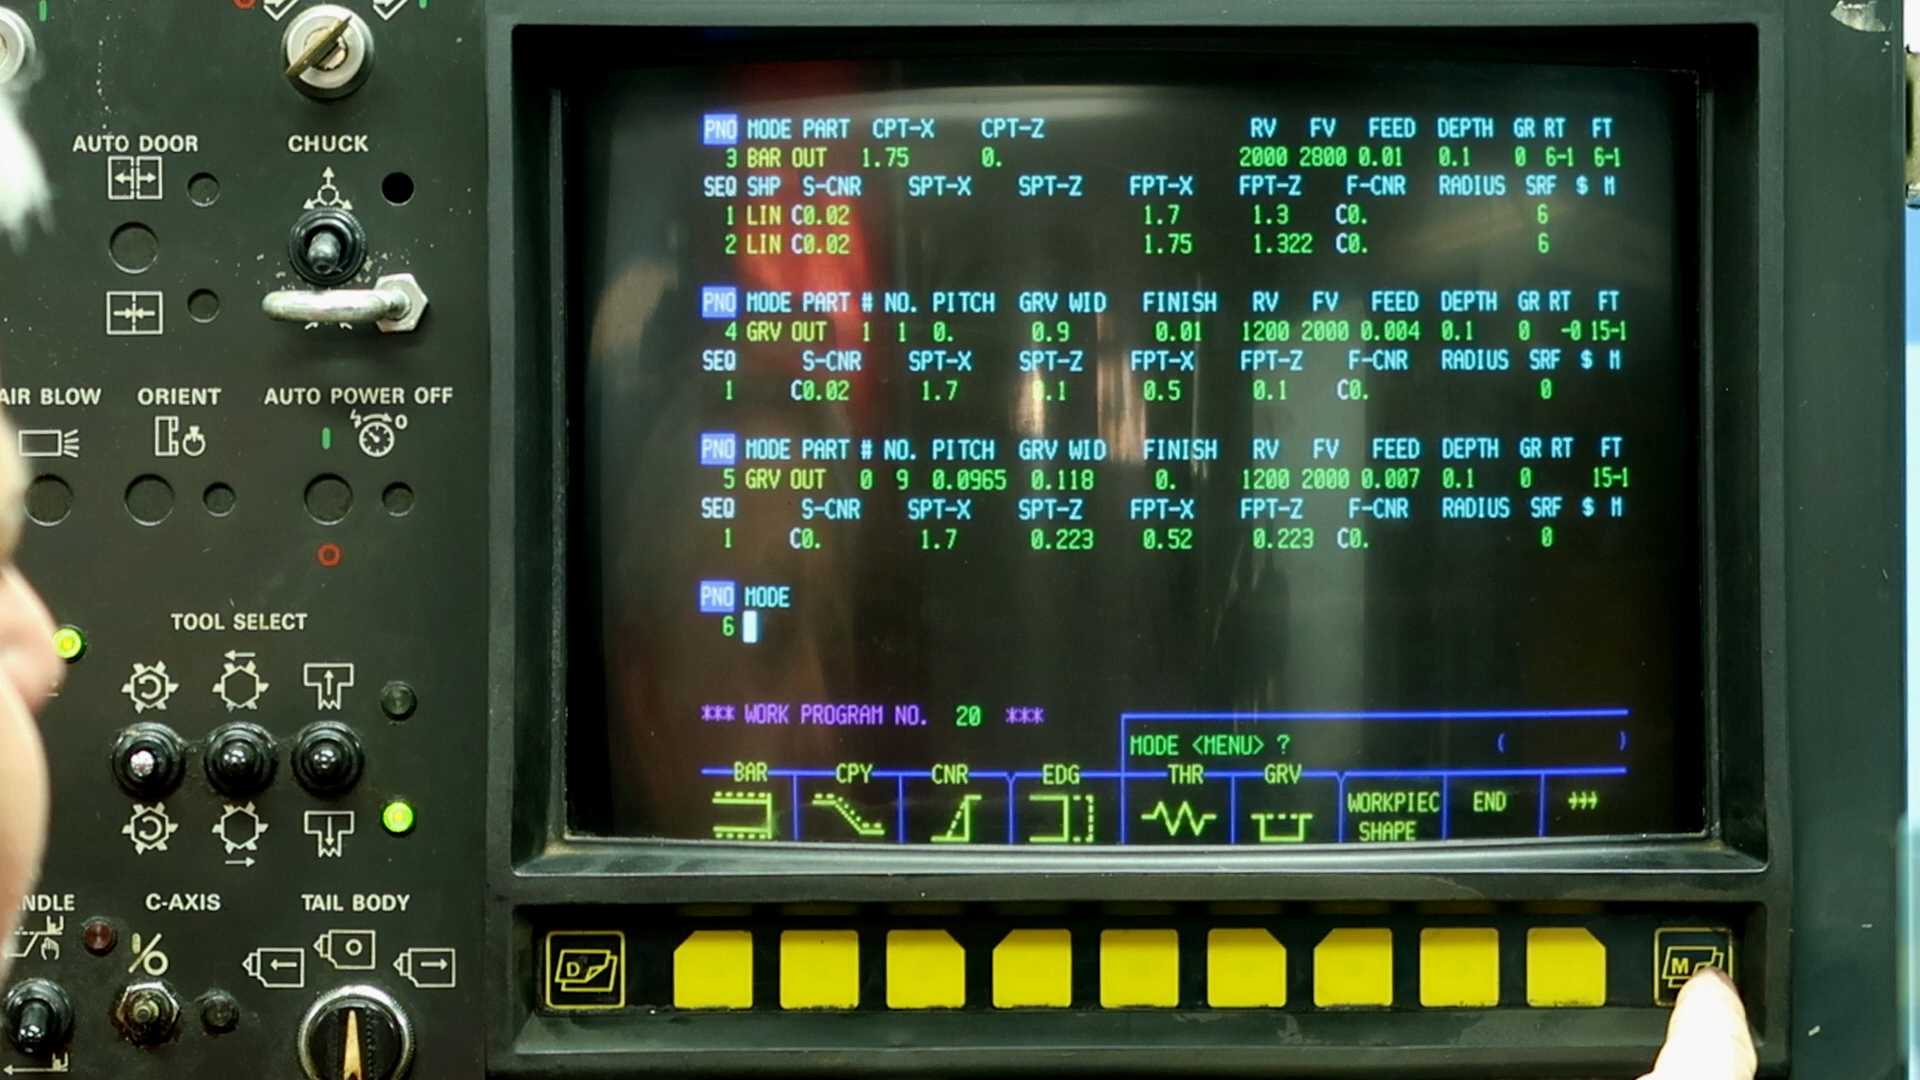 AUTO DOOR
CHUCK
AIR BLOW
ORIENT
AUTO POWER OFF
TOOL SELECT
C-AXIS
TAIL BODY
PNO MODE PART CPT-X CPT-Z RV FV FEED DEPTH GR RT FT
3 BAR OUT 1.75 0. 2000 2800 0.01 0.1 0 6-1 6-1
SEQ SHP S-CNR SPT-X SPT-Z FPT-X FPT-Z F-CNR RADIUS SRF $ M
1 LIN C0.02 1.7 1.3 C0. 6
2 LIN C0.02 1.75 1.322 C0. 6
PNO MODE PART # NO. PITCH GRV WID FINISH RV FV FEED DEPTH GR RT FT
4 GRV OUT 1 1 0. 0.9 0.01 1200 2000 0.004 0.1 0 -0 15-1
SEQ S-CNR SPT-X SPT-Z FPT-X FPT-Z F-CNR RADIUS SRF $ M
1 C0.02 1.7 0.1 0.5 0.1 C0. 0
PNO MODE PART # NO. PITCH GRV WID FINISH RV FV FEED DEPTH GR RT FT
5 GRV OUT 0 9 0.0965 0.118 0. 1200 2000 0.007 0.1 0 15-1
SEQ S-CNR SPT-X SPT-Z FPT-X FPT-Z F-CNR RADIUS SRF $ M
1 C0. 1.7 0.223 0.52 0.223 C0. 0
PNO MODE
6
*** WORK PROGRAM NO. 20 ***
MODE <MENU> ? ( )
BAR CPY CNR EDG THR GRV WORKPIEC SHAPE END
D
M